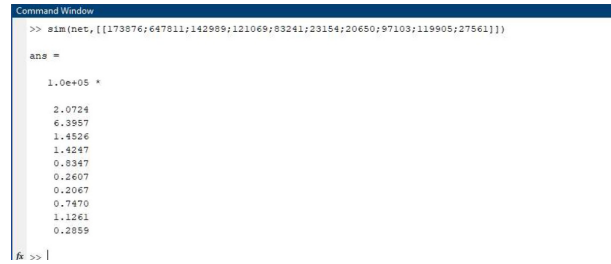 Command Window
>> sim(net,[[173876;647811;142989;121069;83241;23154;20650;97103;119905;27561]])
ans =
1.0e+05 *
2.0724
6.3957
1.4526
1.4247
0.8347
0.2607
0.2067
0.7470
1.1261
0.2859
fx >>